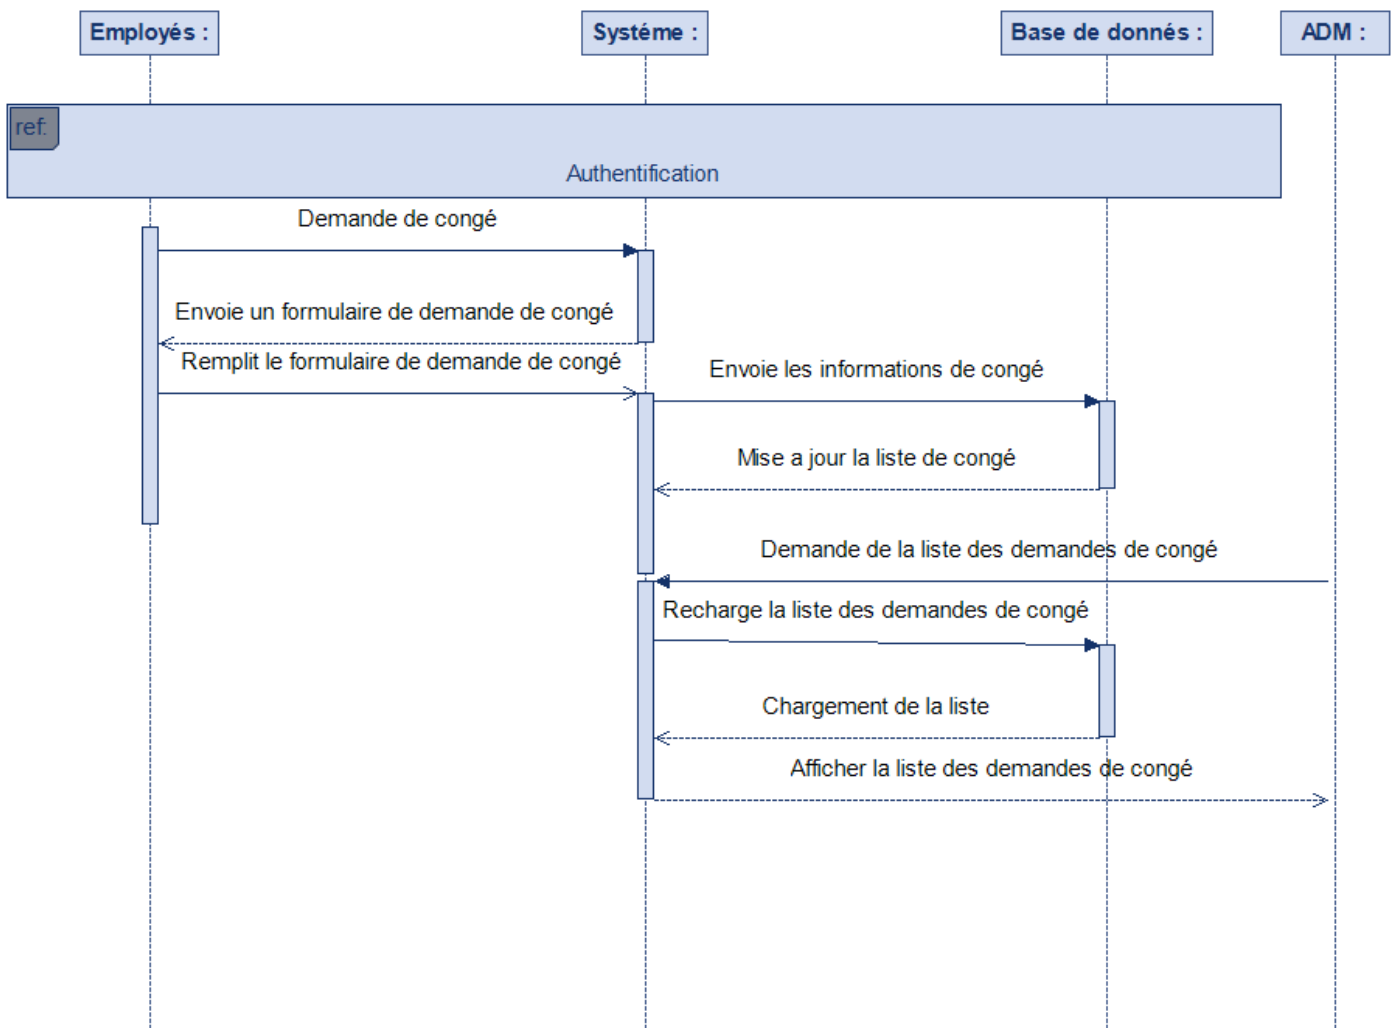 Employés :
Systéme :
Base de donnés :
ADM :
ref:
Authentification
Demande de congé
Envoie un formulaire de demande de congé
Remplit le formulaire de demande de congé
Envoie les informations de congé
Mise a jour la liste de congé
Demande de la liste des demandes de congé
Recharge la liste des demandes de congé
Chargement de la liste
Afficher la liste des demandes de congé